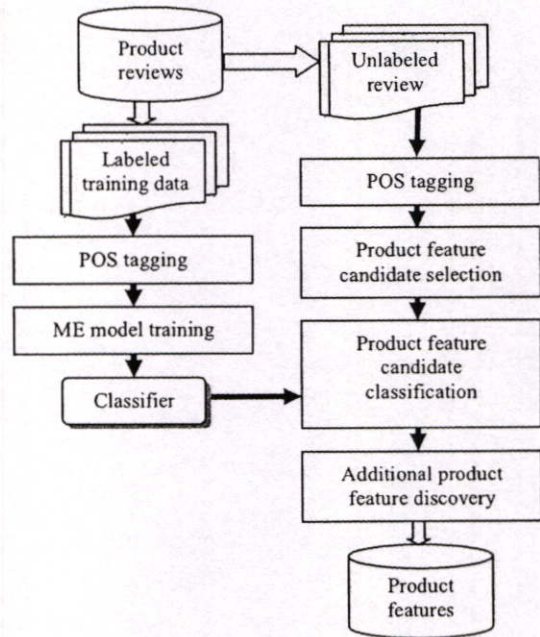 Product
reviews
Unlabeled
review
Labeled
training data
POS tagging
POS tagging
Product feature
candidate selection
ME model training
Product feature
candidate
classification
Classifier
Additional product
feature discovery
Product
features